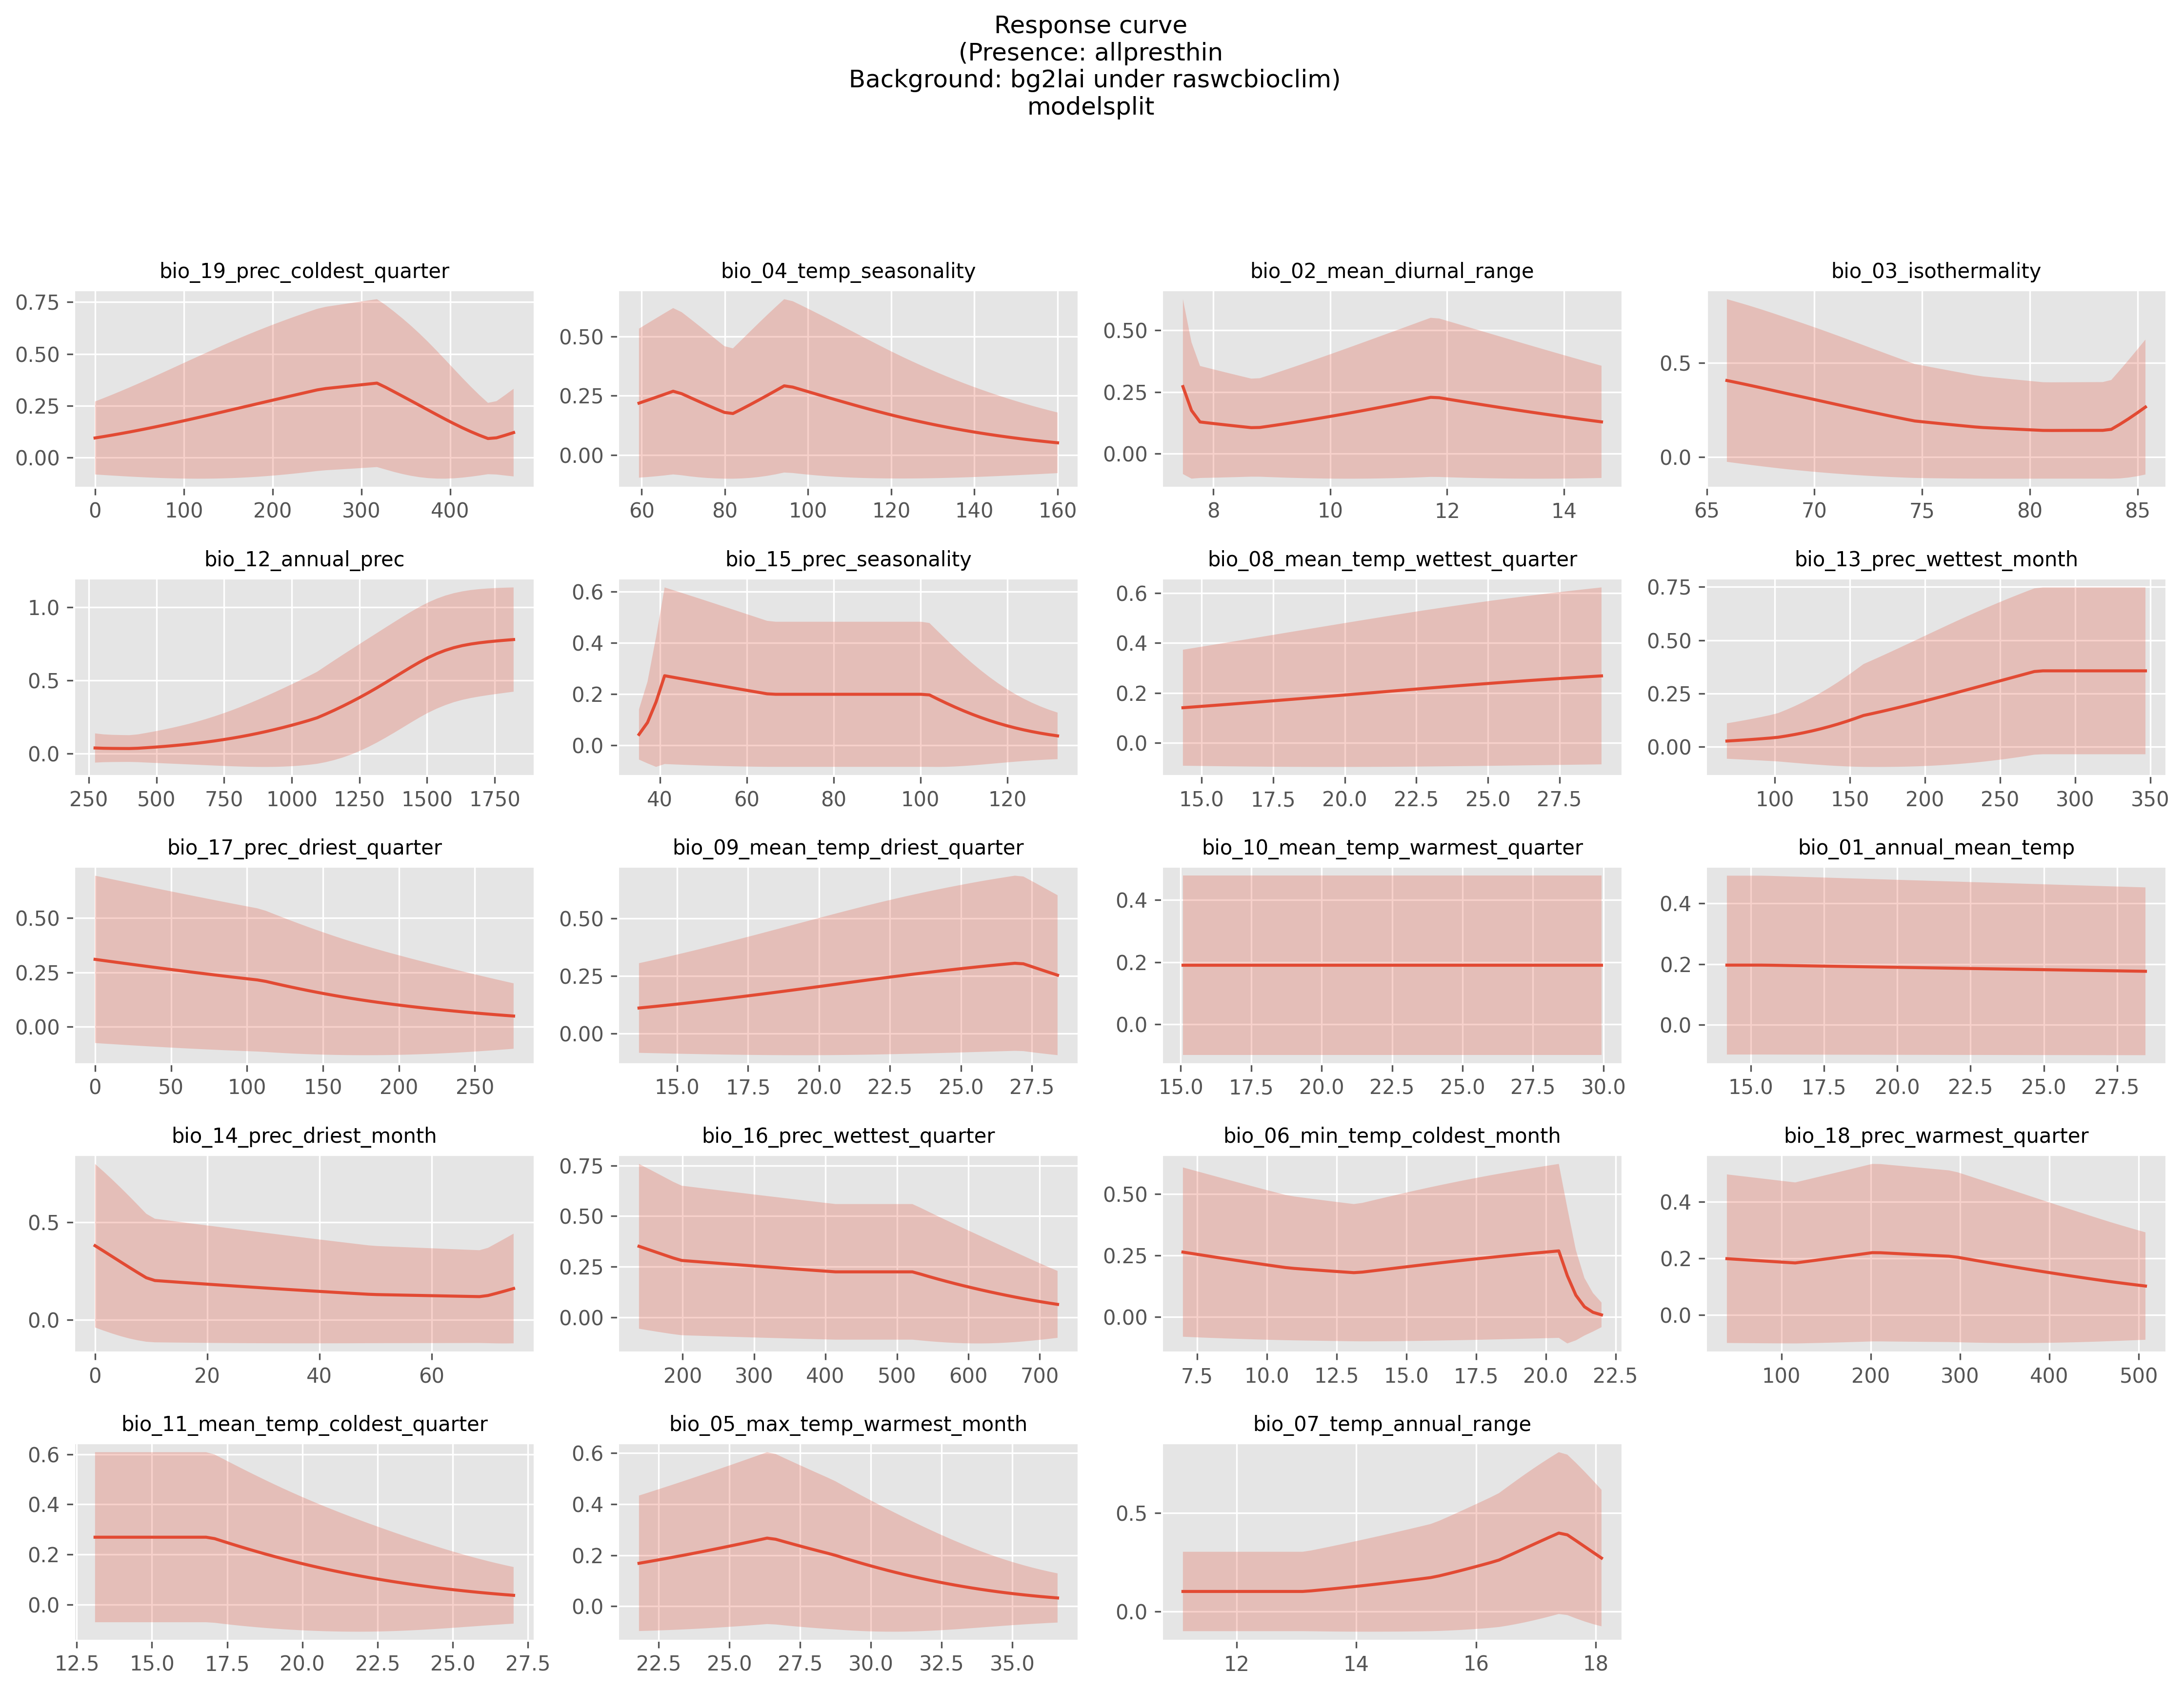 Response curve
(Presence: allpresthin
Background: bg2lai under raswcbioclim)
modelsplit
bio_19_prec_coldest_quarter
0.75
0.50
0.25
0.00
0 100 200 300 400
bio_04_temp_seasonality
0.50
0.25
0.00
60 80 100 120 140 160
bio_02_mean_diurnal_range
0.50
0.25
0.00
8 10 12 14
bio_03_isothermality
0.5
0.0
65 70 75 80 85
bio_12_annual_prec
1.0
0.5
0.0
250 500 750 1000 1250 1500 1750
bio_15_prec_seasonality
0.6
0.4
0.2
0.0
40 60 80 100 120
bio_08_mean_temp_wettest_quarter
0.6
0.4
0.2
0.0
15.0 17.5 20.0 22.5 25.0 27.5
bio_13_prec_wettest_month
0.75
0.50
0.25
0.00
100 150 200 250 300 350
bio_17_prec_driest_quarter
0.50
0.25
0.00
0 50 100 150 200 250
bio_09_mean_temp_driest_quarter
0.50
0.25
0.00
15.0 17.5 20.0 22.5 25.0 27.5
bio_10_mean_temp_warmest_quarter
0.4
0.2
0.0
15.0 17.5 20.0 22.5 25.0 27.5 30.0
bio_01_annual_mean_temp
0.4
0.2
0.0
15.0 17.5 20.0 22.5 25.0 27.5
bio_14_prec_driest_month
0.5
0.0
0 20 40 60
bio_16_prec_wettest_quarter
0.75
0.50
0.25
0.00
200 300 400 500 600 700
bio_06_min_temp_coldest_month
0.50
0.25
0.00
7.5 10.0 12.5 15.0 17.5 20.0 22.5
bio_18_prec_warmest_quarter
0.4
0.2
0.0
100 200 300 400 500
bio_11_mean_temp_coldest_quarter
0.6
0.4
0.2
0.0
12.5 15.0 17.5 20.0 22.5 25.0 27.5
bio_05_max_temp_warmest_month
0.6
0.4
0.2
0.0
22.5 25.0 27.5 30.0 32.5 35.0
bio_07_temp_annual_range
0.5
0.0
12 14 16 18